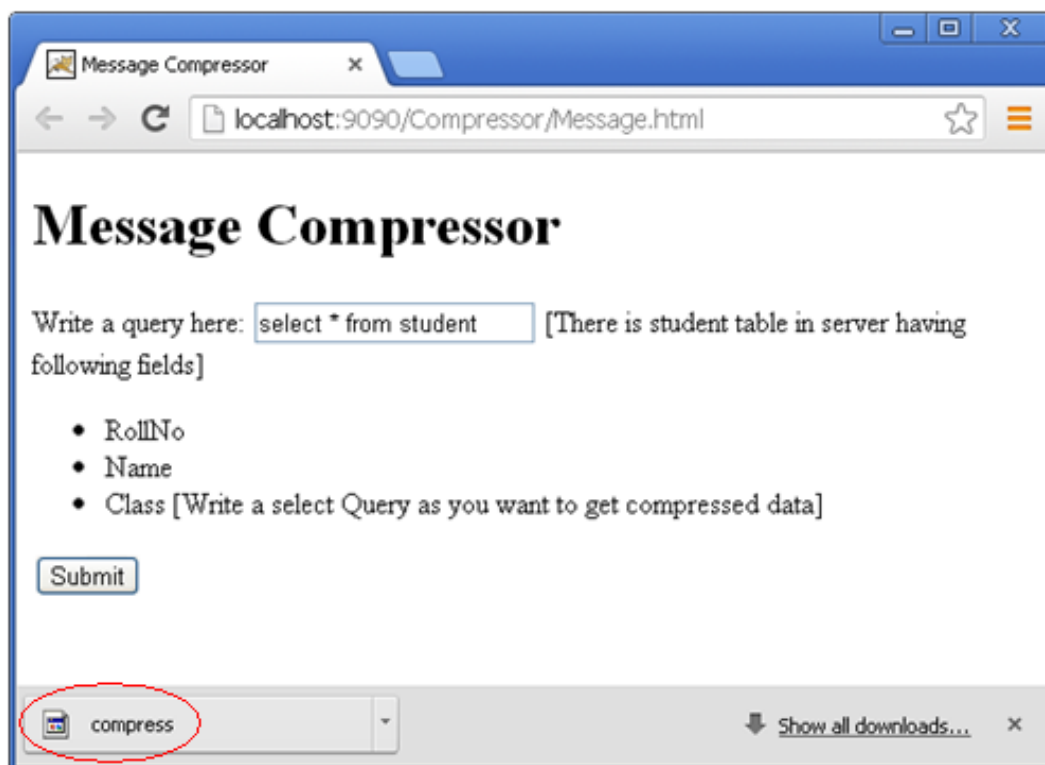 Message Compressor
localhost:9090/Compressor/Message.html
Message Compressor
Write a query here: select * from student [There is student table in server having
following fields]
RollNo
Name
Class [Write a select Query as you want to get compressed data]
Submit
compress Show all downloads...